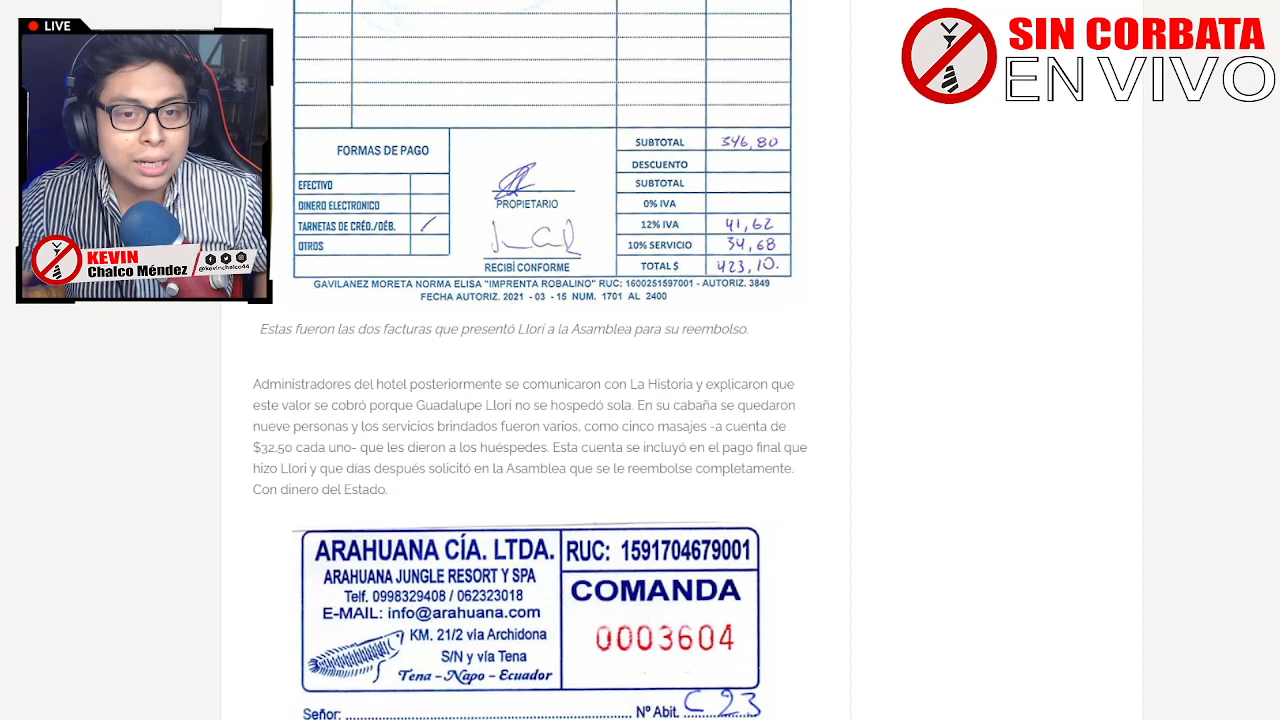 LIVE
SIN CORBATA
EN VIVO
KEVIN
Chalco Méndez
@kevinchalco44
FORMAS DE PAGO
EFECTIVO
DINERO ELECTRONICO
TARNETAS DE CRÉD./DÉB.
OTROS
PROPIETARIO
RECIBÍ CONFORME
SUBTOTAL 346,80
DESCUENTO
SUBTOTAL
0% IVA
12% IVA 41,62
10% SERVICIO 34,68
TOTAL $ 423,10.
GAVILANEZ MORETA NORMA ELISA "IMPRENTA ROBALINO" RUC: 1600251597001 - AUTORIZ. 3849
FECHA AUTORIZ. 2021 - 03 - 15 NUM. 1701 AL 2400
Estas fueron las dos facturas que presentó Llori a la Asamblea para su reembolso.
Administradores del hotel posteriormente se comunicaron con La Historia y explicaron que
este valor se cobró porque Guadalupe Llori no se hospedó sola. En su cabaña se quedaron
nueve personas y los servicios brindados fueron varios, como cinco masajes -a cuenta de
$32,50 cada uno- que les dieron a los huéspedes. Esta cuenta se incluyó en el pago final que
hizo Llori y que días después solicitó en la Asamblea que se le reembolse completamente.
Con dinero del Estado.
ARAHUANA CÍA. LTDA.
ARAHUANA JUNGLE RESORT Y SPA
Telf. 0998329408 / 062323018
E-MAIL: info@arahuana.com
KM. 21/2 vía Archidona
S/N y vía Tena
Tena - Napo - Ecuador
RUC: 1591704679001
COMANDA
0003604
Señor: Nº Abit. C 23